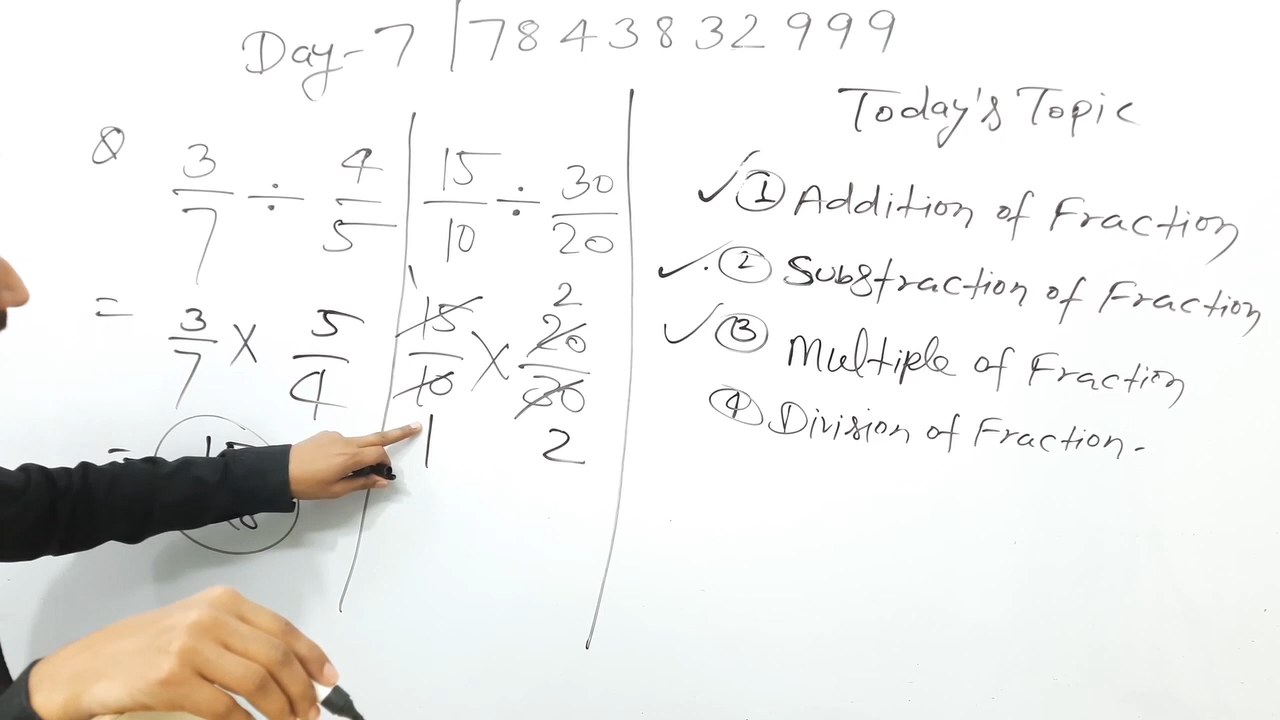 Day-7 | 7843832999
Today's Topic
Q 3/7 ÷ 4/5
= 3/7 × 5/4
=
15/10 ÷ 30/20
1 2
15/10 × 20/30
1 2
✓ ① Addition of Fraction
✓. ② Substraction of Fraction
✓ ③ Multiple of Fraction
④ Division of Fraction.